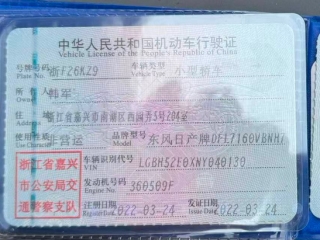 中华人民共和国机动车行驶证
Vehicle License of the People's Republic of China
号牌号码 浙F26KZ9 车辆类型 小型轿车
Plate No. Vehicle Type
所有人 韩军
Owner
住址 浙江省嘉兴市南湖区西园弄5号204室
Address
使用性质 非营运 品牌型号 东风日产牌DFL7160VBNH7
Use Character Model
浙江省嘉
兴市公安局交
通警察支队
车辆识别代号 LGBH52E0XNY040130
VIN
发动机号码 360509F
Engine No.
注册日期 2022-03-24 发证日期 2022-03-24
Register Date Issue Date